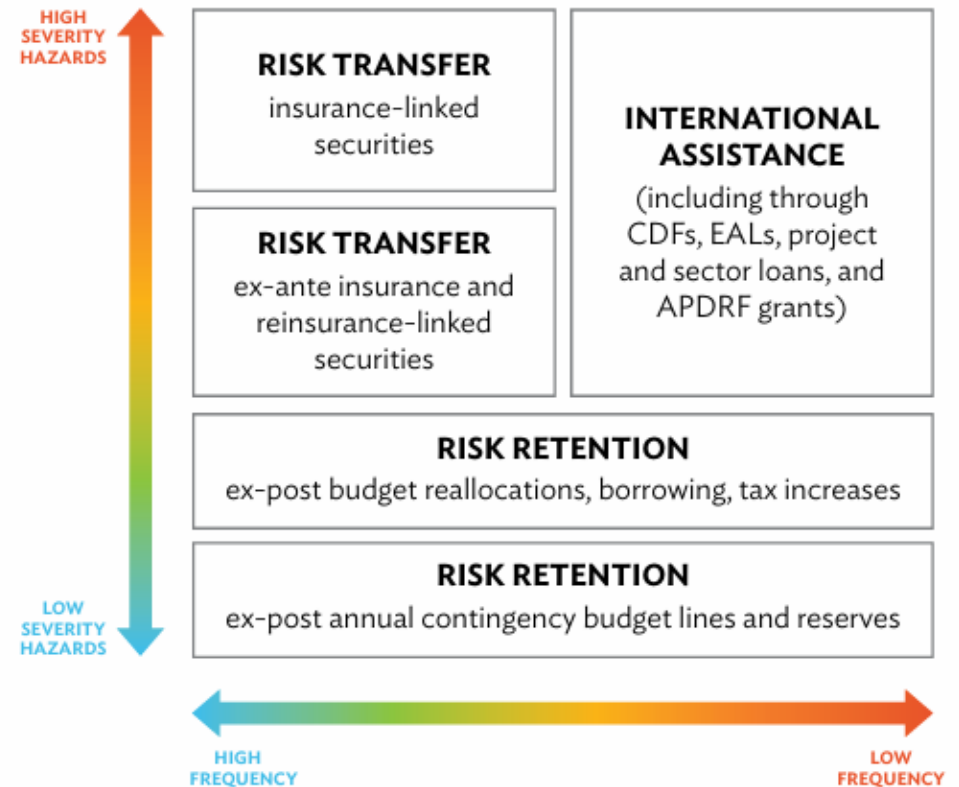 HIGH
SEVERITY
HAZARDS
RISK TRANSFER
insurance-linked
securities
INTERNATIONAL
ASSISTANCE
(including through
CDFs, EALs, project
and sector loans, and
APDRF grants)
RISK TRANSFER
ex-ante insurance and
reinsurance-linked
securities
RISK RETENTION
ex-post budget reallocations, borrowing, tax increases
RISK RETENTION
ex-post annual contingency budget lines and reserves
LOW
SEVERITY
HAZARDS
HIGH
FREQUENCY
LOW
FREQUENCY